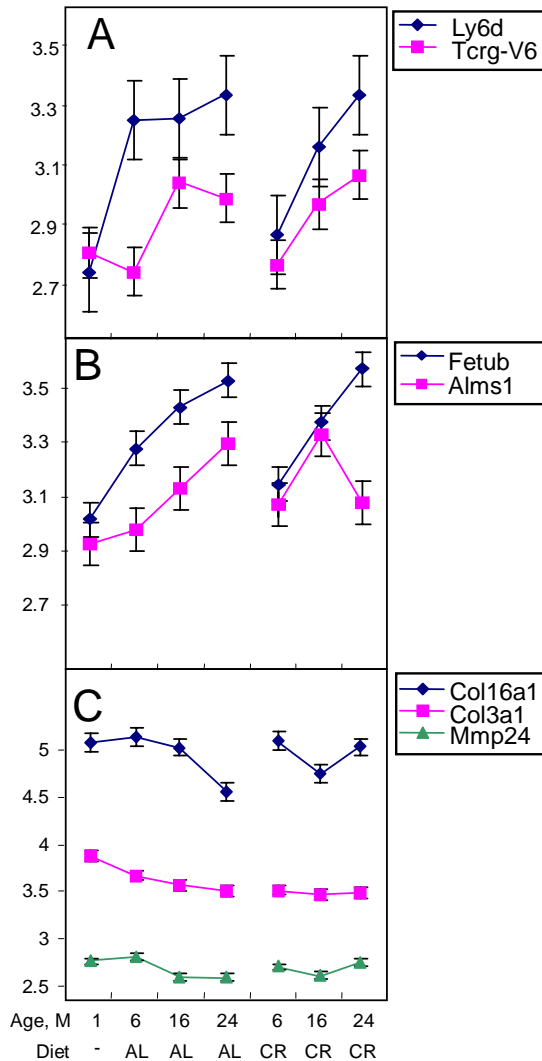 A
3.5
3.3
3.1
2.9
2.7
Ly6d
Tcrg-V6
B
3.5
3.3
3.1
2.9
2.7
Fetub
Alms1
C
5
4.5
4
3.5
3
2.5
Col16a1
Col3a1
Mmp24
Age, M 1 6 16 24 6 16 24
Diet - AL AL AL CR CR CR